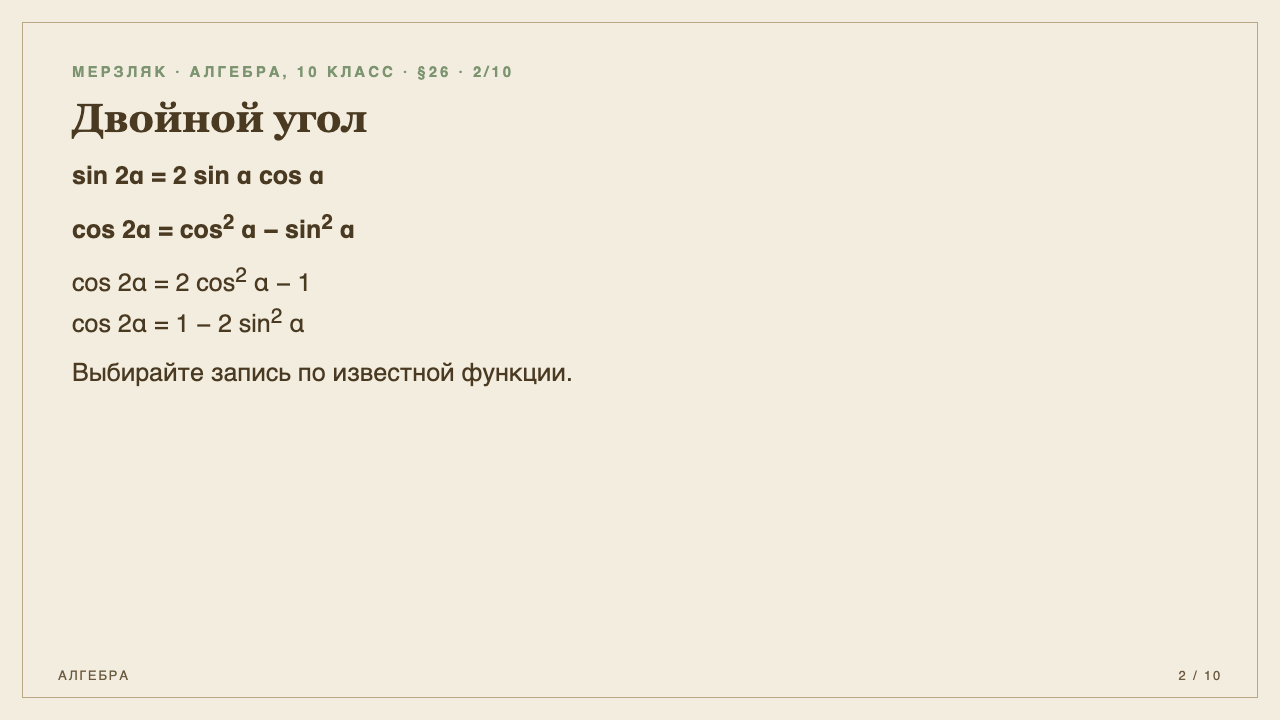 МЕРЗЛЯК · АЛГЕБРА, 10 КЛАСС · §26 · 2/10
Двойной угол
sin 2α = 2 sin α cos α
cos 2α = cos² α − sin² α
cos 2α = 2 cos² α − 1
cos 2α = 1 − 2 sin² α
Выбирайте запись по известной функции.
АЛГЕБРА
2 / 10